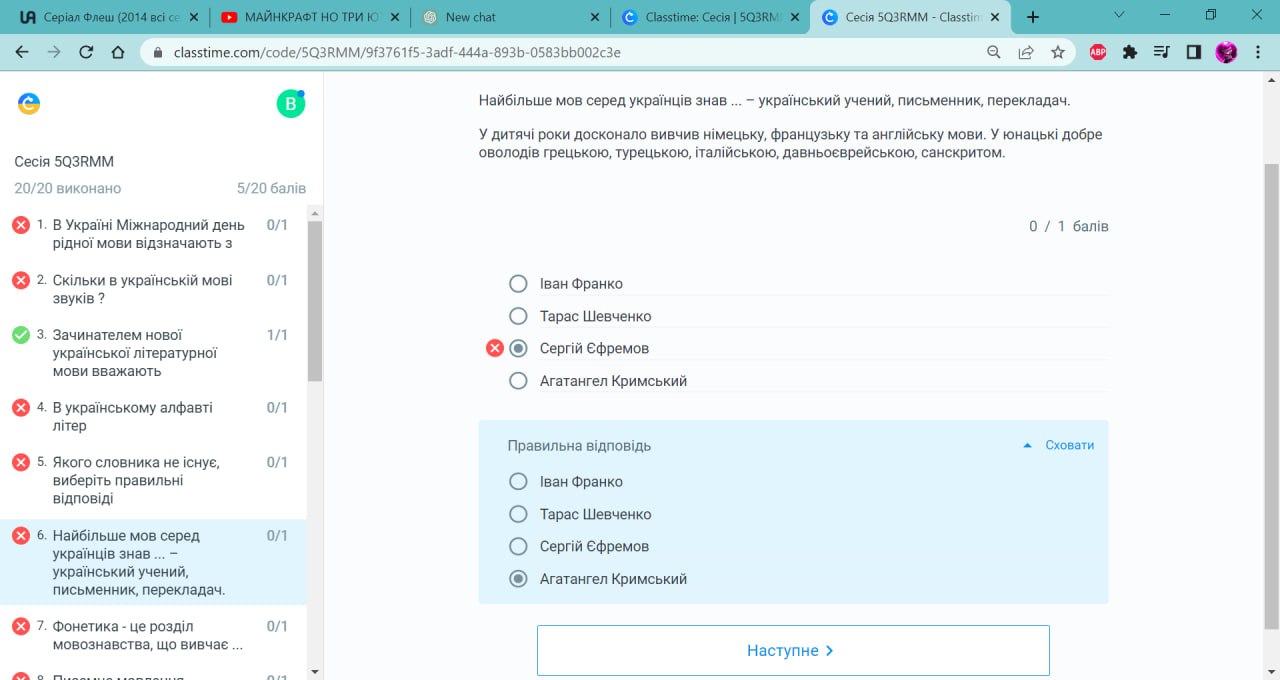 Серіал Флеш (2014 всі се
МАЙНКРАФТ НО ТРИ Ю
New chat
Classtime: Сесія | 5Q3RM
Сесія 5Q3RMM - Classtim
classtime.com/code/5Q3RMM/9f3761f5-3adf-444a-893b-0583bb002c3e
ABP
B
Сесія 5Q3RMM
20/20 виконано 5/20 балів
1. В Україні Міжнародний день 0/1
рідної мови відзначають з
2. Скільки в українській мові 0/1
звуків ?
3. Зачинателем нової 1/1
української літературної
мови вважають
4. В українському алфавті 0/1
літер
5. Якого словника не існує, 0/1
виберіть правильні
відповіді
6. Найбільше мов серед 0/1
українців знав ... –
український учений,
письменник, перекладач.
7. Фонетика - це розділ 0/1
мовознавства, що вивчає ...
8. Писемне мовлення 0/1
Найбільше мов серед українців знав ... – український учений, письменник, перекладач.
У дитячі роки досконало вивчив німецьку, французьку та англійську мови. У юнацькі добре
оволодів грецькою, турецькою, італійською, давньоєврейською, санскритом.
0 / 1 балів
Іван Франко
Тарас Шевченко
Сергій Єфремов
Агатангел Кримський
Правильна відповідь Сховати
Іван Франко
Тарас Шевченко
Сергій Єфремов
Агатангел Кримський
Наступне